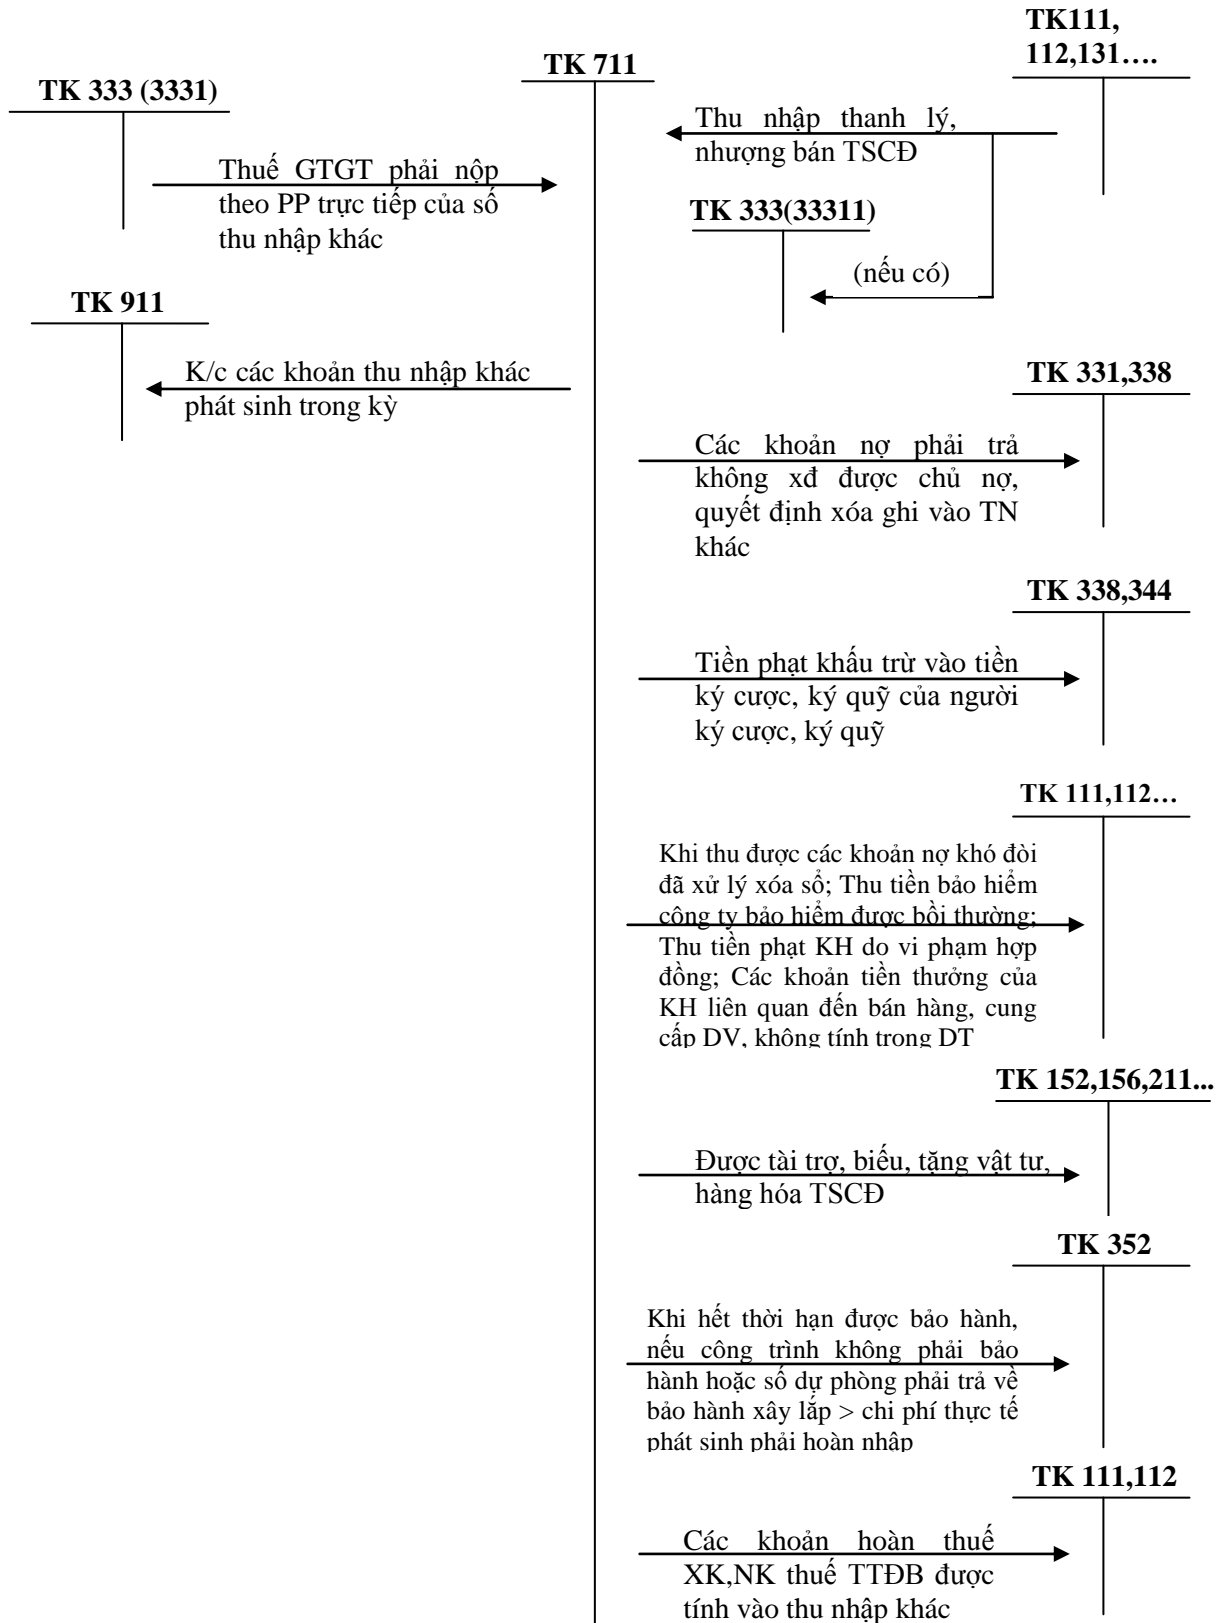 TK111,
112,131….
TK 711
TK 333 (3331)
Thu nhập thanh lý,
nhượng bán TSCĐ
Thuế GTGT phải nộp
theo PP trực tiếp của số
thu nhập khác
TK 333(33311)
(nếu có)
TK 911
K/c các khoản thu nhập khác
phát sinh trong kỳ
TK 331,338
Các khoản nợ phải trả
không xđ được chủ nợ,
quyết định xóa ghi vào TN
khác
TK 338,344
Tiền phạt khấu trừ vào tiền
ký cược, ký quỹ của người
ký cược, ký quỹ
TK 111,112…
Khi thu được các khoản nợ khó đòi
đã xử lý xóa sổ; Thu tiền bảo hiểm
công ty bảo hiểm được bồi thường;
Thu tiền phạt KH do vi phạm hợp
đồng; Các khoản tiền thưởng của
KH liên quan đến bán hàng, cung
cấp DV, không tính trong DT
TK 152,156,211...
Được tài trợ, biếu, tặng vật tư,
hàng hóa TSCĐ
TK 352
Khi hết thời hạn được bảo hành,
nếu công trình không phải bảo
hành hoặc số dự phòng phải trả về
bảo hành xây lắp > chi phí thực tế
phát sinh phải hoàn nhập
TK 111,112
Các khoản hoàn thuế
XK,NK thuế TTĐB được
tính vào thu nhập khác